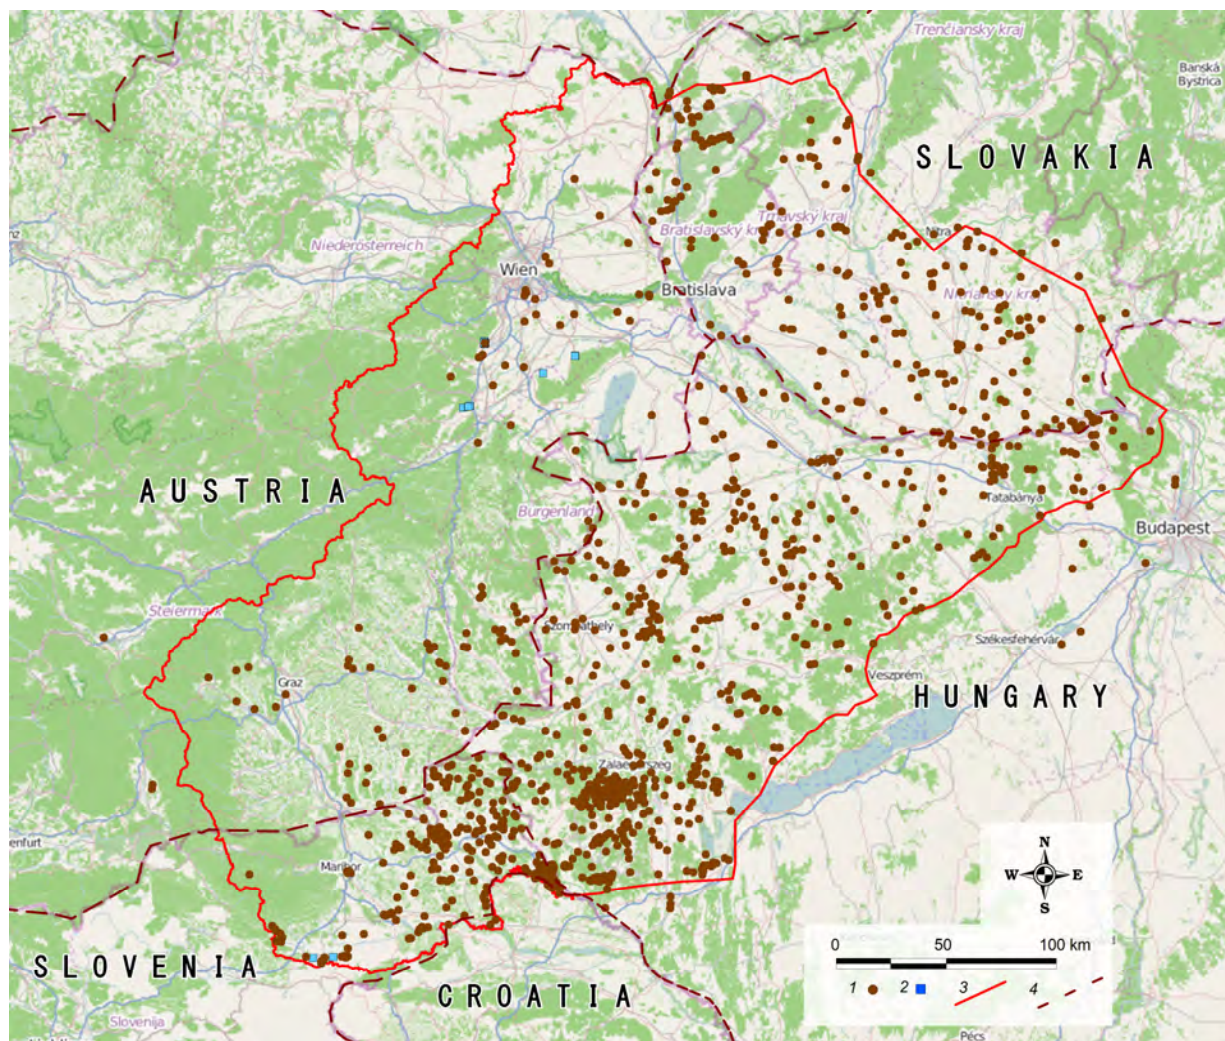 Trenčiansky kraj
Banská
Bystrica
SLOVAKIA
Trnavský kraj
Niederösterreich
Bratislavský kraj
Nitra
Wien
Bratislava
Nitriansky kraj
AUSTRIA
Tatabánya
Burgenland
Budapest
Steiermark
Szombathely
Székesfehérvár
Graz
Veszprém
HUNGARY
Zalaegerszeg
enfurt
Maribor
N
W E
S
0 50 100 km
SLOVENIA
CROATIA
1 2 3 4
Slovenija
Pécs